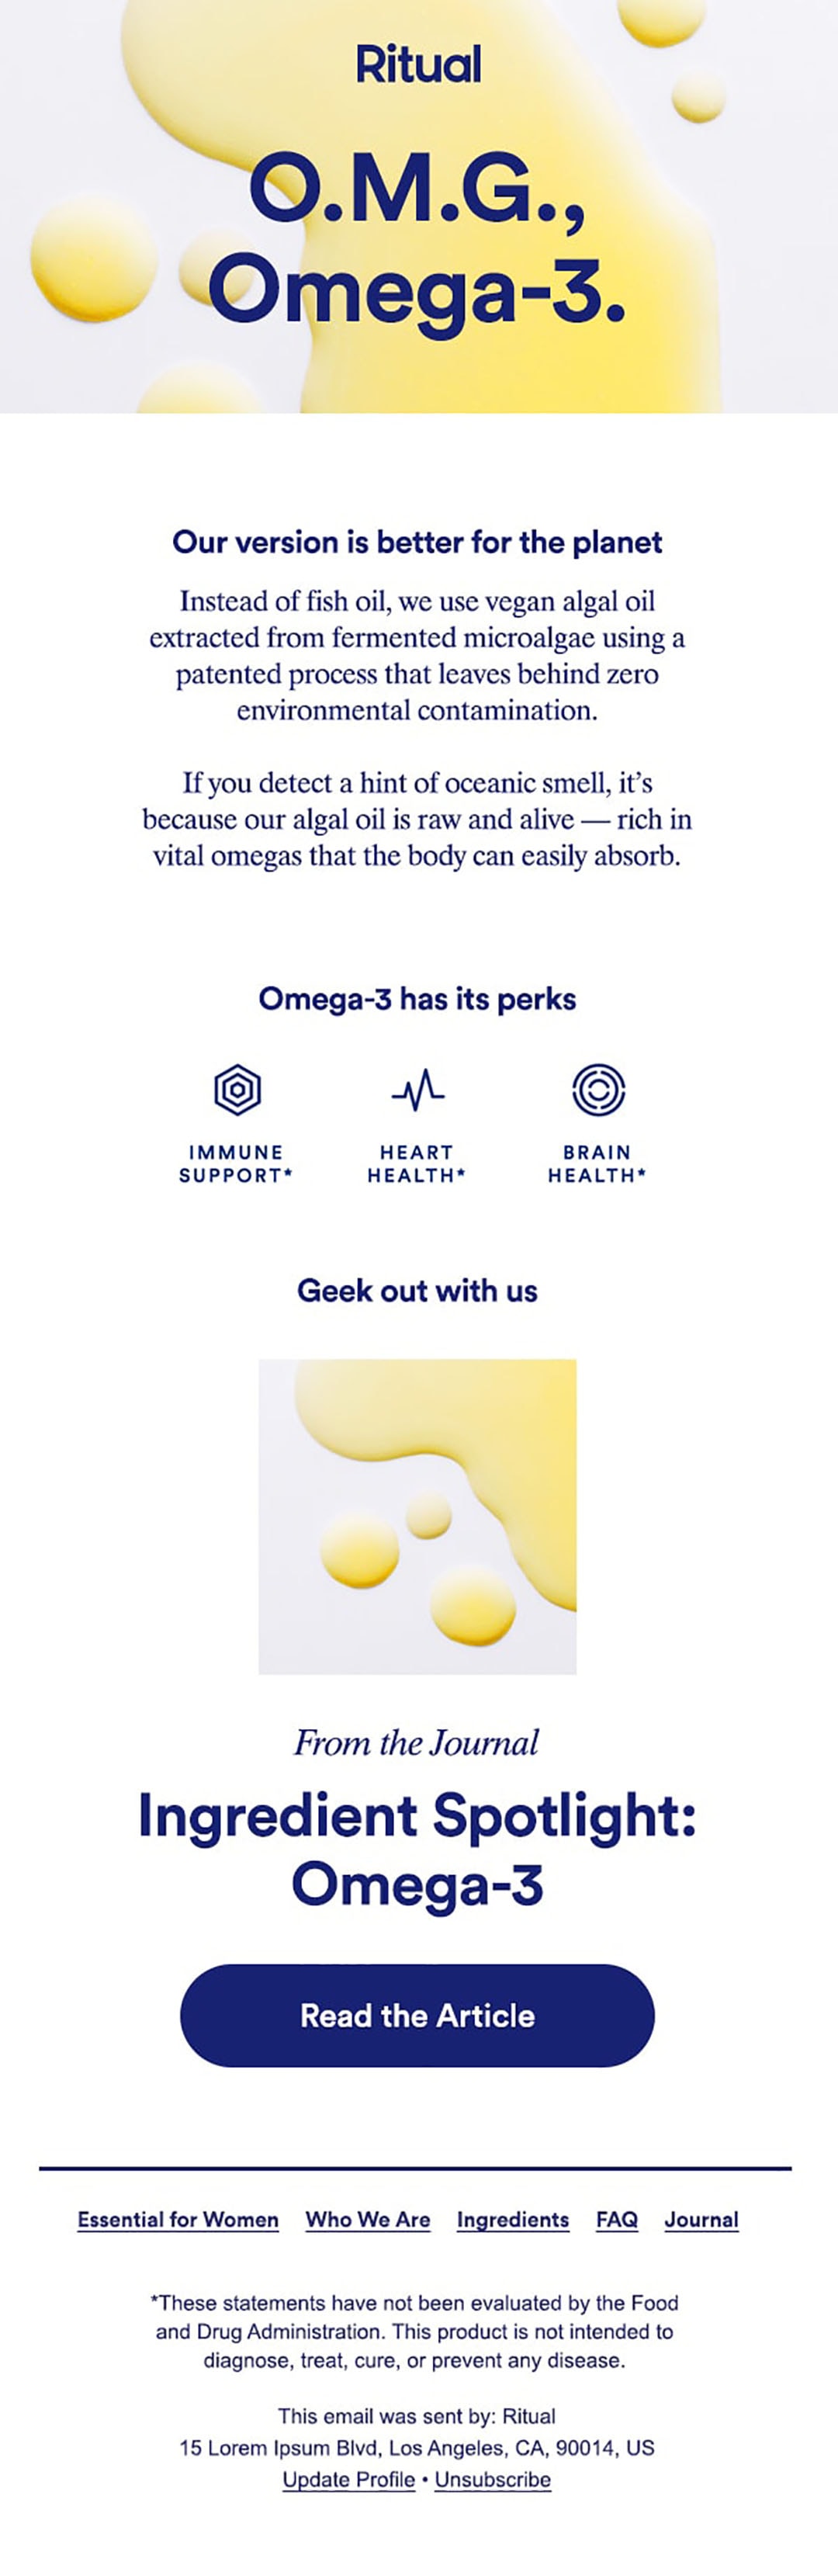 Ritual
O.M.G.,
Omega-3.
Our version is better for the planet
Instead of fish oil, we use vegan algal oil
extracted from fermented microalgae using a
patented process that leaves behind zero
environmental contamination.
If you detect a hint of oceanic smell, it’s
because our algal oil is raw and alive — rich in
vital omegas that the body can easily absorb.
Omega-3 has its perks
IMMUNE HEART BRAIN
SUPPORT* HEALTH* HEALTH*
Geek out with us
From the Journal
Ingredient Spotlight:
Omega-3
Read the Article
Essential for Women Who We Are Ingredients FAQ Journal
*These statements have not been evaluated by the Food
and Drug Administration. This product is not intended to
diagnose, treat, cure, or prevent any disease.
This email was sent by: Ritual
15 Lorem Ipsum Blvd, Los Angeles, CA, 90014, US
Update Profile • Unsubscribe